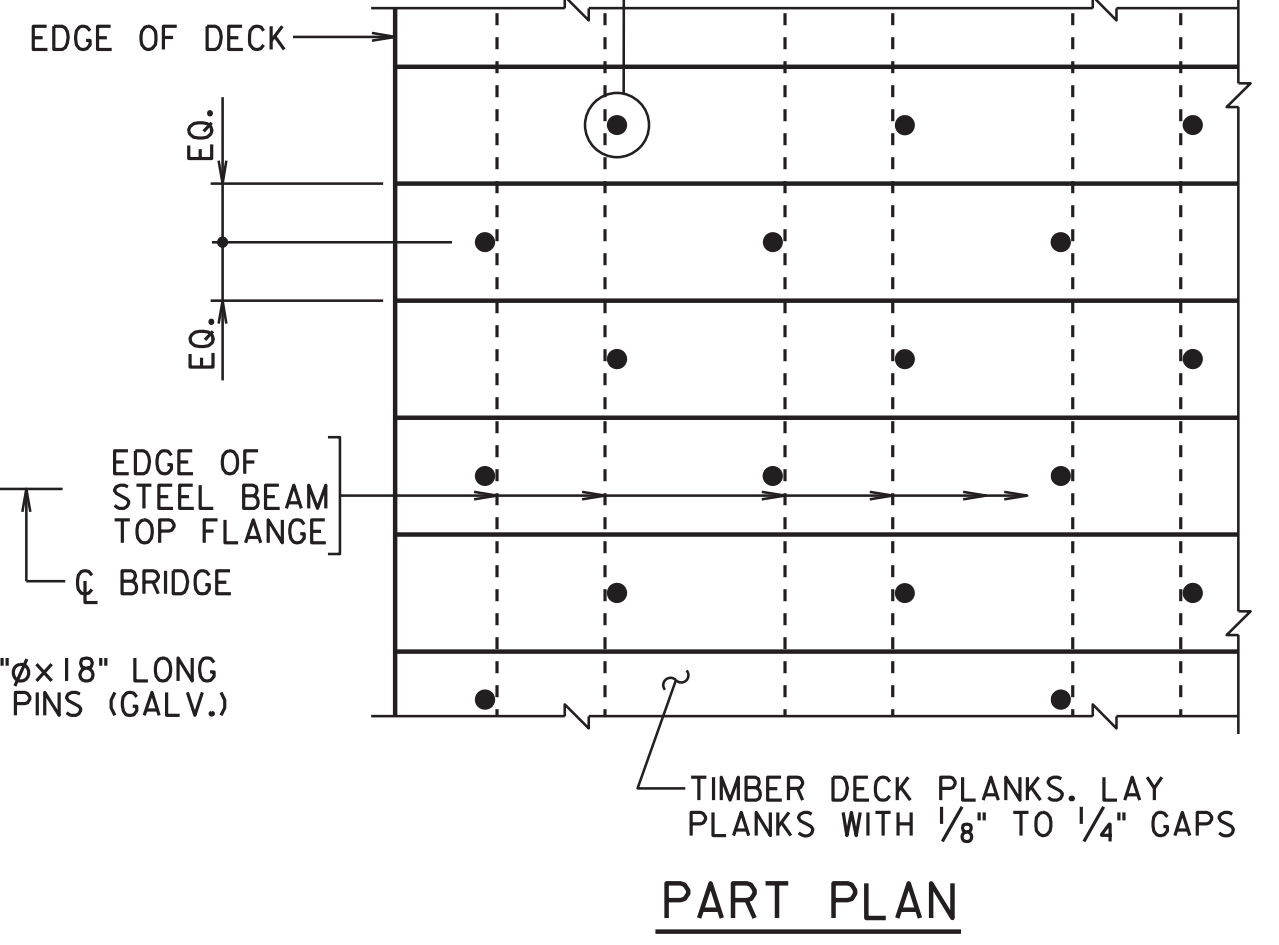 EDGE OF DECK
EQ.
EQ.
EDGE OF
STEEL BEAM
TOP FLANGE
℄ BRIDGE
"øx18" LONG
PINS (GALV.)
TIMBER DECK PLANKS. LAY
PLANKS WITH 1/8" TO 1/4" GAPS
PART PLAN